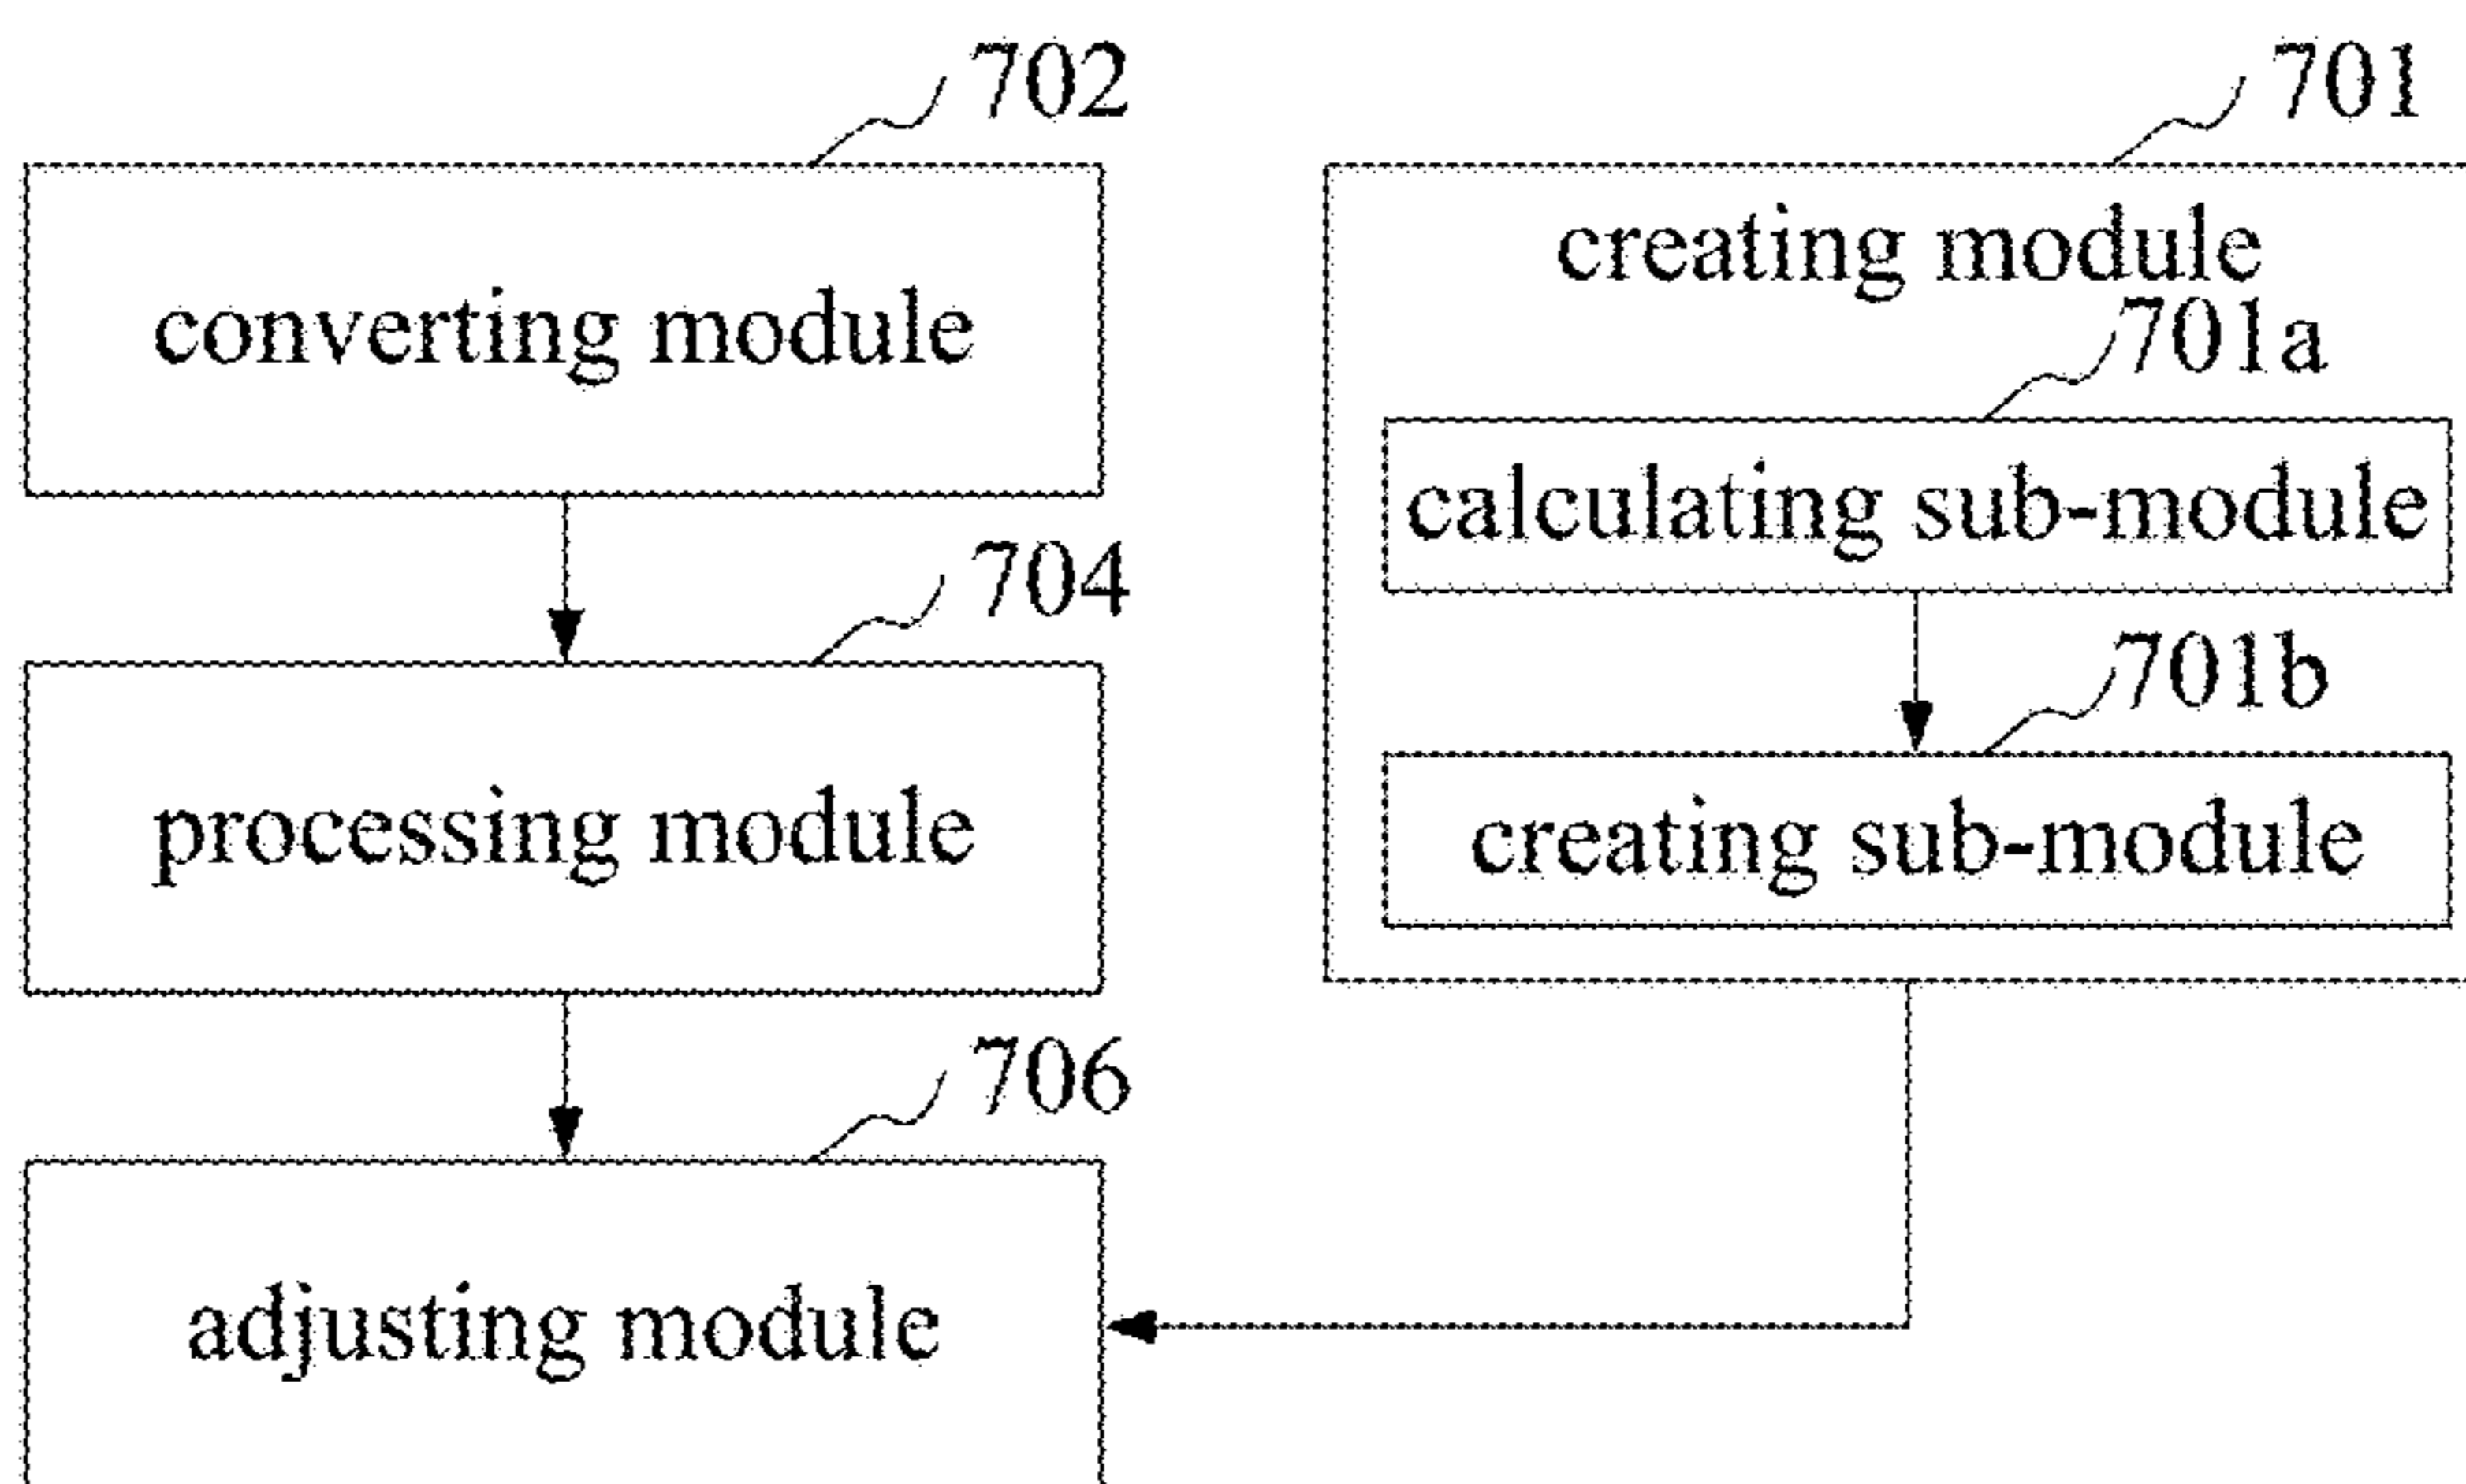 702
converting module
704
processing module
706
adjusting module
701
creating module
701a
calculating sub-module
701b
creating sub-module